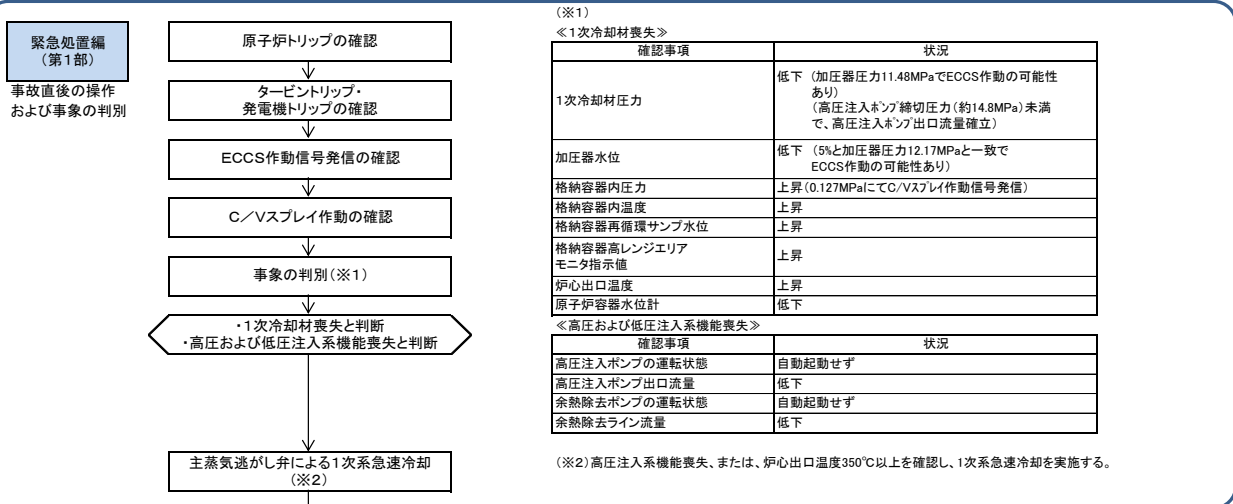 緊急処置編
(第1部)
事故直後の操作
および事象の判別
原子炉トリップの確認
タービントリップ・
発電機トリップの確認
ECCS作動信号発信の確認
C/Vスプレイ作動の確認
事象の判別(※1)
・1次冷却材喪失と判断
・高圧および低圧注入系機能喪失と判断
主蒸気逃がし弁による1次系急速冷却
(※2)
(※1)
≪1次冷却材喪失≫
確認事項 状況
1次冷却材圧力 低下 (加圧器圧力11.48MPaでECCS作動の可能性
あり)
(高圧注入ポンプ締切圧力(約14.8MPa)未満
で、高圧注入ポンプ出口流量確立)
加圧器水位 低下 (5%と加圧器圧力12.17MPaと一致で
ECCS作動の可能性あり)
格納容器内圧力 上昇(0.127MPaにてC/Vスプレイ作動信号発信)
格納容器内温度 上昇
格納容器再循環サンプ水位 上昇
格納容器高レンジエリア
モニタ指示値 上昇
炉心出口温度 上昇
原子炉容器水位計 低下
≪高圧および低圧注入系機能喪失≫
確認事項 状況
高圧注入ポンプの運転状態 自動起動せず
高圧注入ポンプ出口流量 低下
余熱除去ポンプの運転状態 自動起動せず
余熱除去ライン流量 低下
(※2)高圧注入系機能喪失、または、炉心出口温度350℃以上を確認し、1次系急速冷却を実施する。